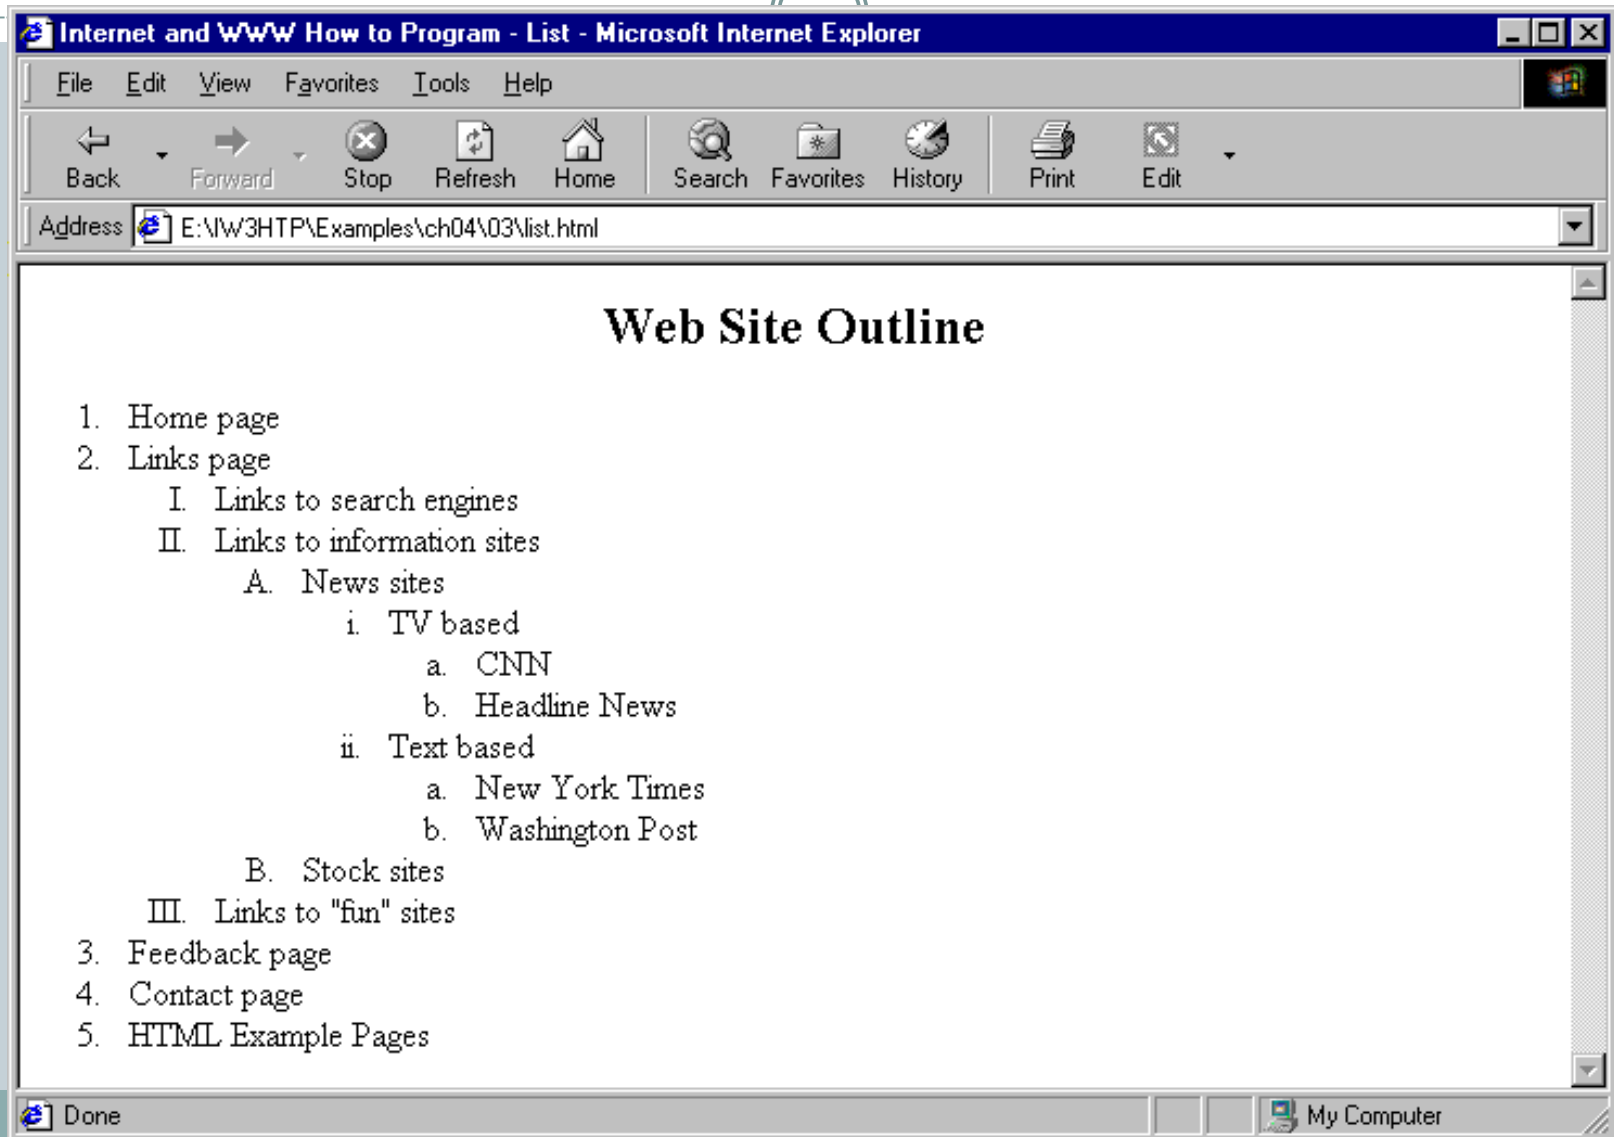 Internet and WWW How to Program - List - Microsoft Internet Explorer
File Edit View Favorites Tools Help
Back Forward Stop Refresh Home Search Favorites History Print Edit
Address E:\IW3HTP\Examples\ch04\03\list.html
Web Site Outline
1. Home page
2. Links page
I. Links to search engines
II. Links to information sites
A. News sites
i. TV based
a. CNN
b. Headline News
ii. Text based
a. New York Times
b. Washington Post
B. Stock sites
III. Links to "fun" sites
3. Feedback page
4. Contact page
5. HTML Example Pages
Done My Computer